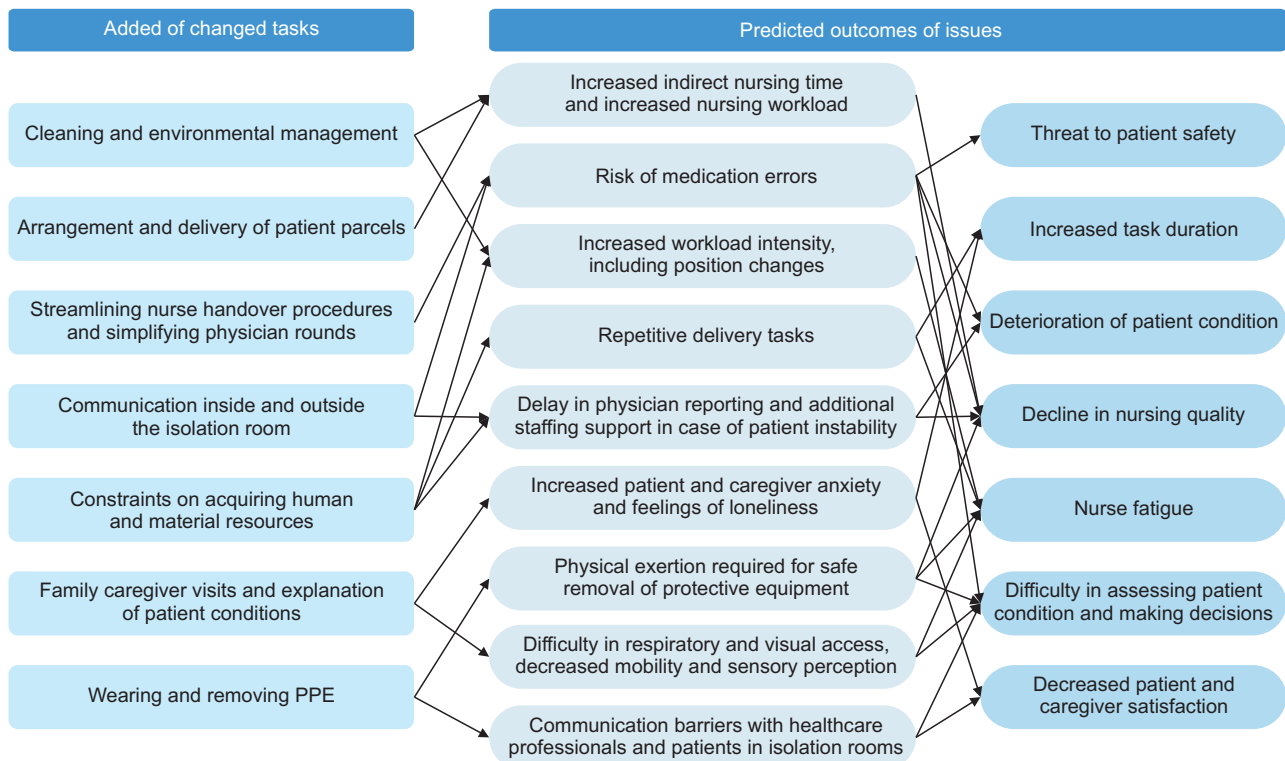 Added of changed tasks
Predicted outcomes of issues
Cleaning and environmental management
Arrangement and delivery of patient parcels
Streamlining nurse handover procedures
and simplifying physician rounds
Communication inside and outside
the isolation room
Constraints on acquiring human
and material resources
Family caregiver visits and explanation
of patient conditions
Wearing and removing PPE
Increased indirect nursing time
and increased nursing workload
Risk of medication errors
Increased workload intensity,
including position changes
Repetitive delivery tasks
Delay in physician reporting and additional
staffing support in case of patient instability
Increased patient and caregiver anxiety
and feelings of loneliness
Physical exertion required for safe
removal of protective equipment
Difficulty in respiratory and visual access,
decreased mobility and sensory perception
Communication barriers with healthcare
professionals and patients in isolation rooms
Threat to patient safety
Increased task duration
Deterioration of patient condition
Decline in nursing quality
Nurse fatigue
Difficulty in assessing patient
condition and making decisions
Decreased patient and
caregiver satisfaction